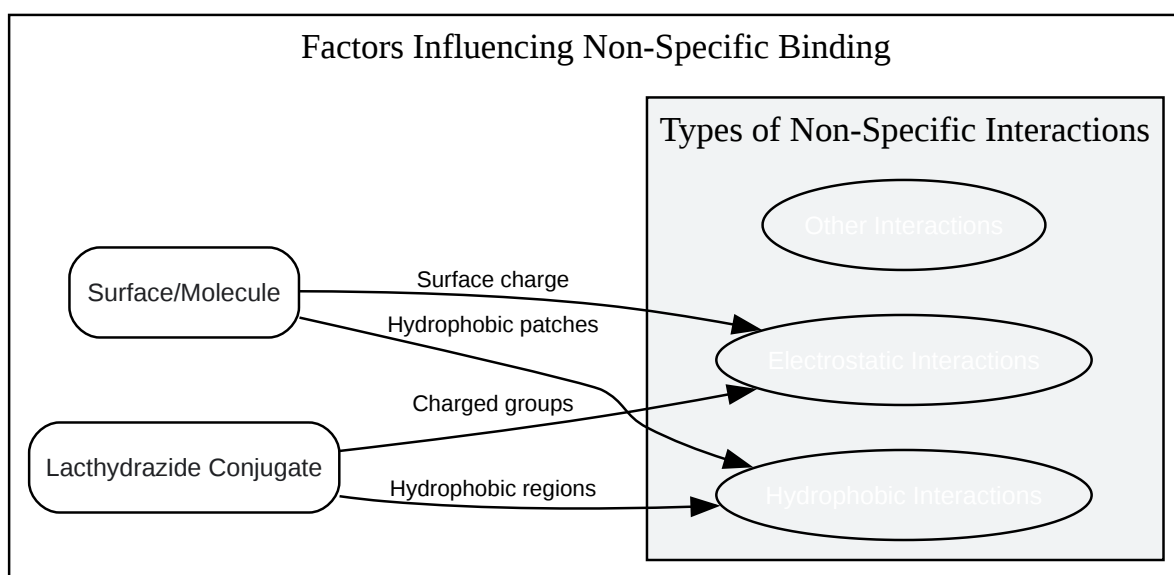 Factors Influencing Non-Specific Binding
Types of Non-Specific Interactions
Other Interactions
Surface/Molecule
Surface charge
Hydrophobic patches
Electrostatic Interactions
Charged groups
Lacthydrazide Conjugate
Hydrophobic regions
Hydrophobic Interactions